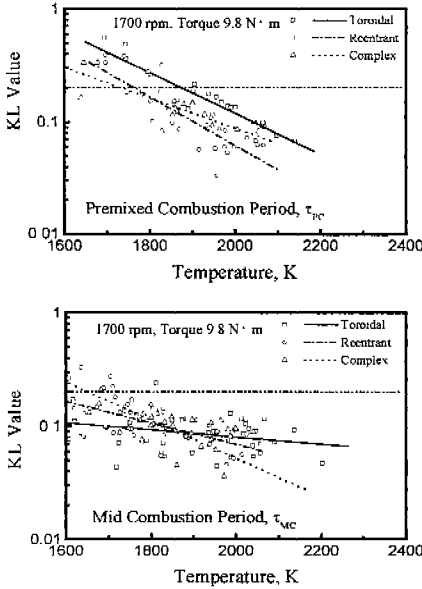 1700 rpm. Torque 9.8 N· m
Toroidal
Reentrant
Complex
1
0.1
0.01
KL Value
Premixed Combustion Period, τPC
1600 1800 2000 2200 2400
Temperature, K
1700 rpm, Torque 9 8 N· m
Toroidal
Reentrant
Complex
1
0.1
0.01
KL Value
Mid Combustion Period, τMC
1600 1800 2000 2200 2400
Temperature, K